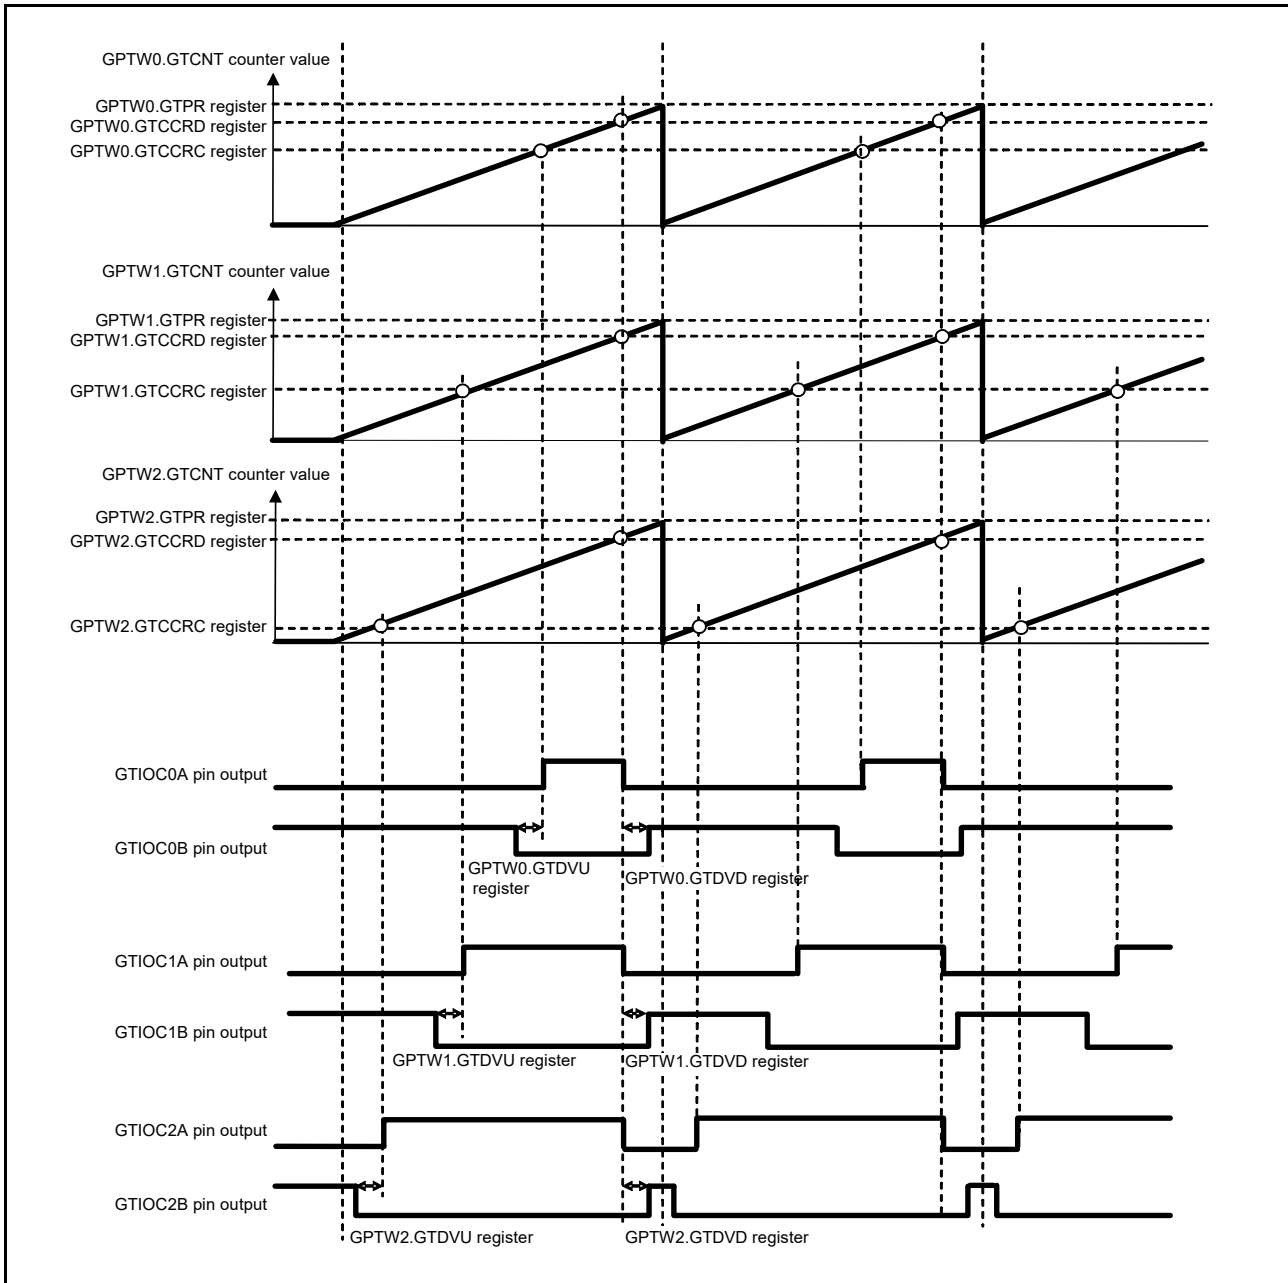 GPTW0.GTCNT counter value
GPTW0.GTPR register
GPTW0.GTCCRD register
GPTW0.GTCCRC register
GPTW1.GTCNT counter value
GPTW1.GTPR register
GPTW1.GTCCRD register
GPTW1.GTCCRC register
GPTW2.GTCNT counter value
GPTW2.GTPR register
GPTW2.GTCCRD register
GPTW2.GTCCRC register
GTIOC0A pin output
GTIOC0B pin output
GPTW0.GTDVU
register
GPTW0.GTDVD register
GTIOC1A pin output
GTIOC1B pin output
GPTW1.GTDVU register
GPTW1.GTDVD register
GTIOC2A pin output
GTIOC2B pin output
GPTW2.GTDVU register
GPTW2.GTDVD register